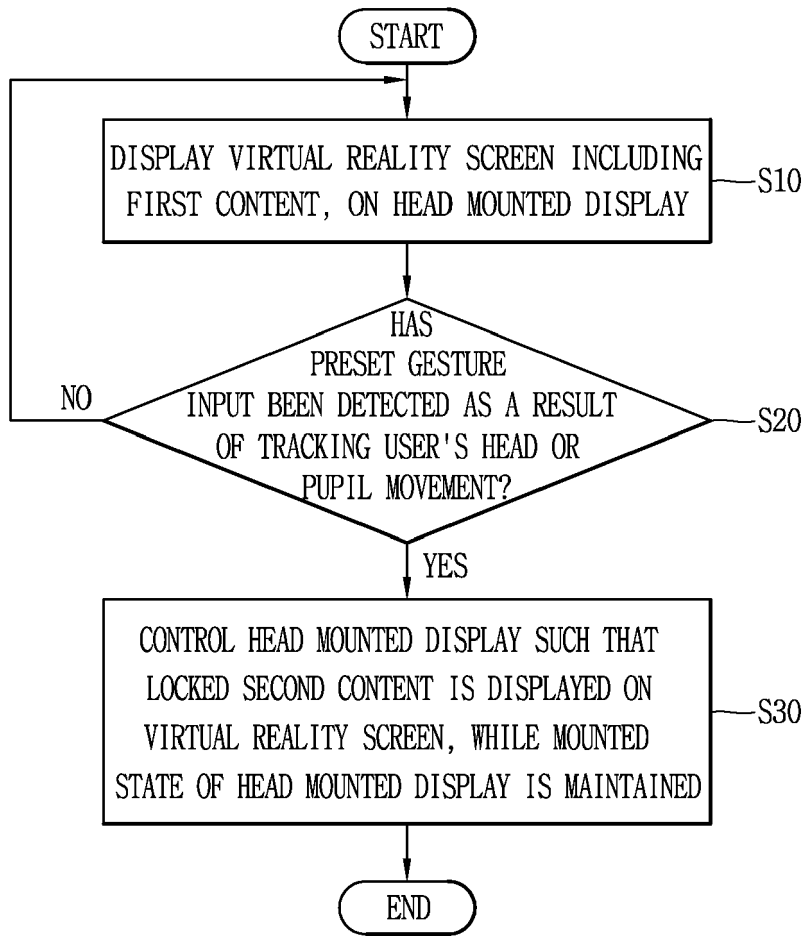 START
DISPLAY VIRTUAL REALITY SCREEN INCLUDING
FIRST CONTENT, ON HEAD MOUNTED DISPLAY
S10
HAS
PRESET GESTURE
INPUT BEEN DETECTED AS A RESULT
OF TRACKING USER'S HEAD OR
PUPIL MOVEMENT?
NO
S20
YES
CONTROL HEAD MOUNTED DISPLAY SUCH THAT
LOCKED SECOND CONTENT IS DISPLAYED ON
VIRTUAL REALITY SCREEN, WHILE MOUNTED
STATE OF HEAD MOUNTED DISPLAY IS MAINTAINED
S30
END